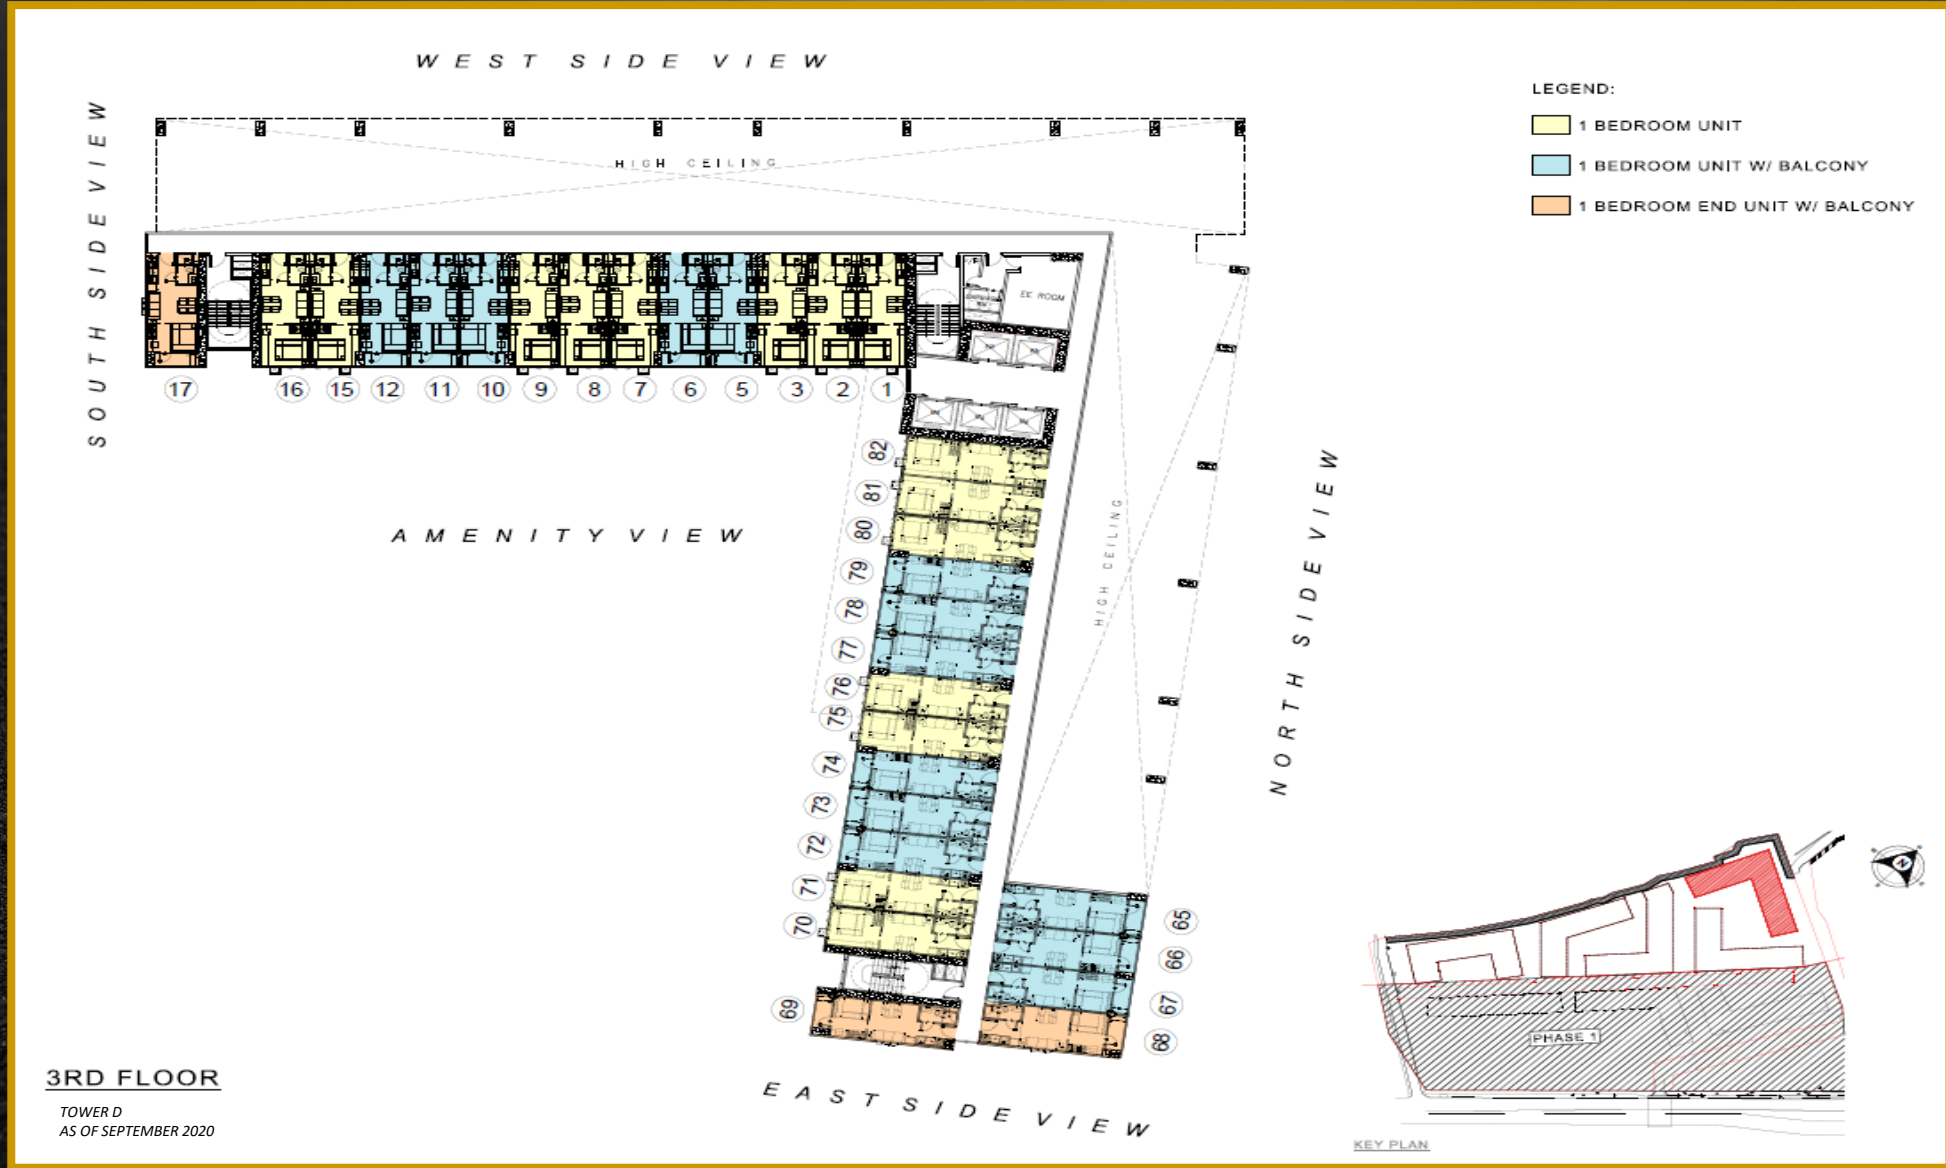 WEST SIDE VIEW
SOUTH SIDE VIEW
HIGH CEILING
LEGEND:
1 BEDROOM UNIT
1 BEDROOM UNIT W/ BALCONY
1 BEDROOM END UNIT W/ BALCONY
EE ROOM
17
16
15
12
11
10
9
8
7
6
5
3
2
1
82
81
80
79
78
77
76
75
74
73
72
71
70
69
65
66
67
68
AMENITY VIEW
HIGH CEILING
NORTH SIDE VIEW
EAST SIDE VIEW
N
PHASE 1
KEY PLAN
3RD FLOOR
TOWER D
AS OF SEPTEMBER 2020